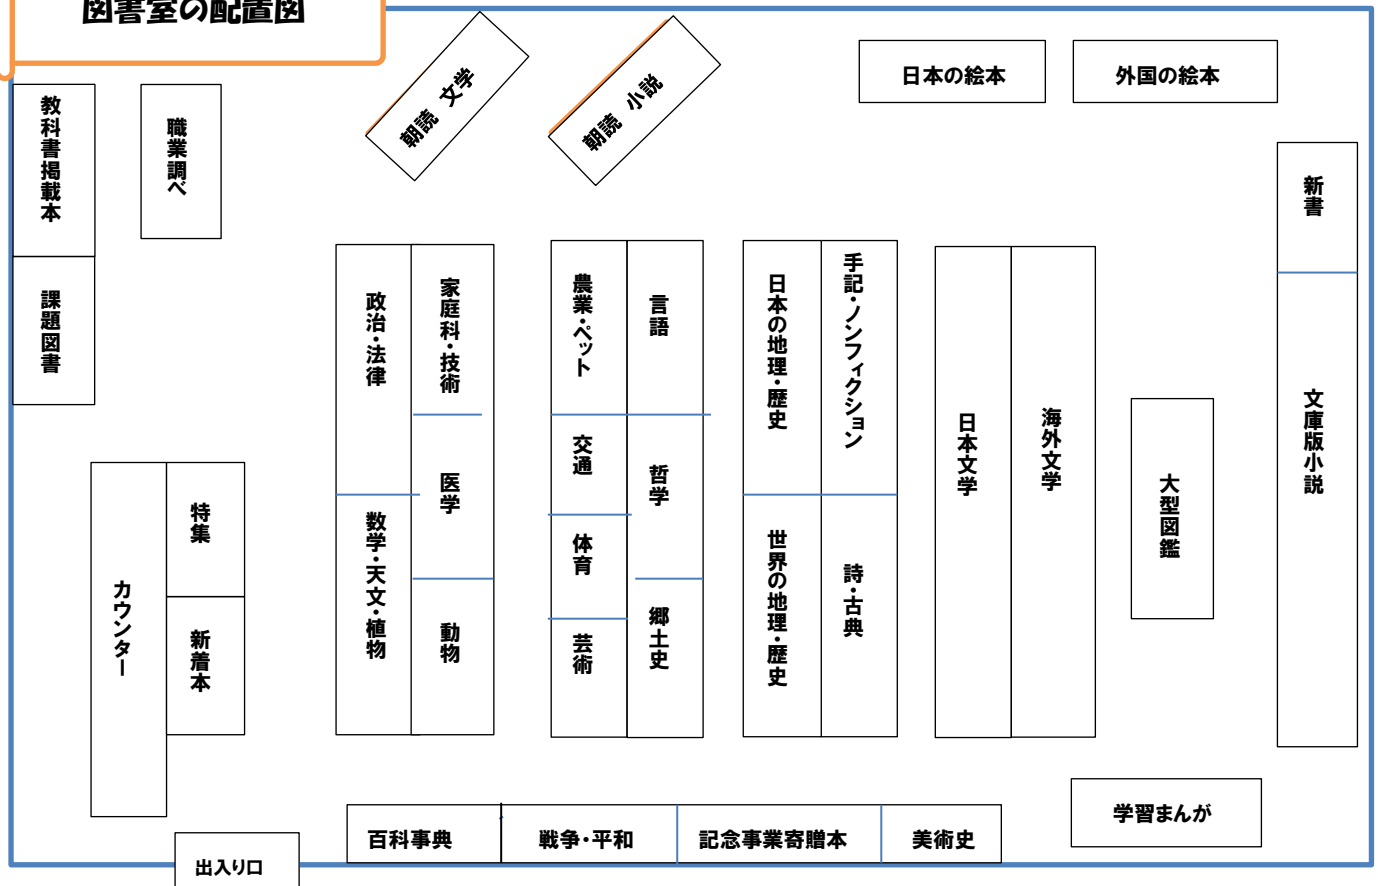 図書室の配置図
朝読　文学
朝読　小説
日本の絵本
外国の絵本
教科書掲載本
職業調べ
新書
課題図書
政治・法律
家庭科・技術
農業・ペット
言語
日本の地理・歴史
手記・ノンフィクション
日本文学
海外文学
文庫版小説
大型図鑑
医学
交通
哲学
特集
数学・天文・植物
体育
世界の地理・歴史
詩・古典
カウンター
新着本
動物
芸術
郷土史
学習まんが
百科事典
戦争・平和
記念事業寄贈本
美術史
出入り口